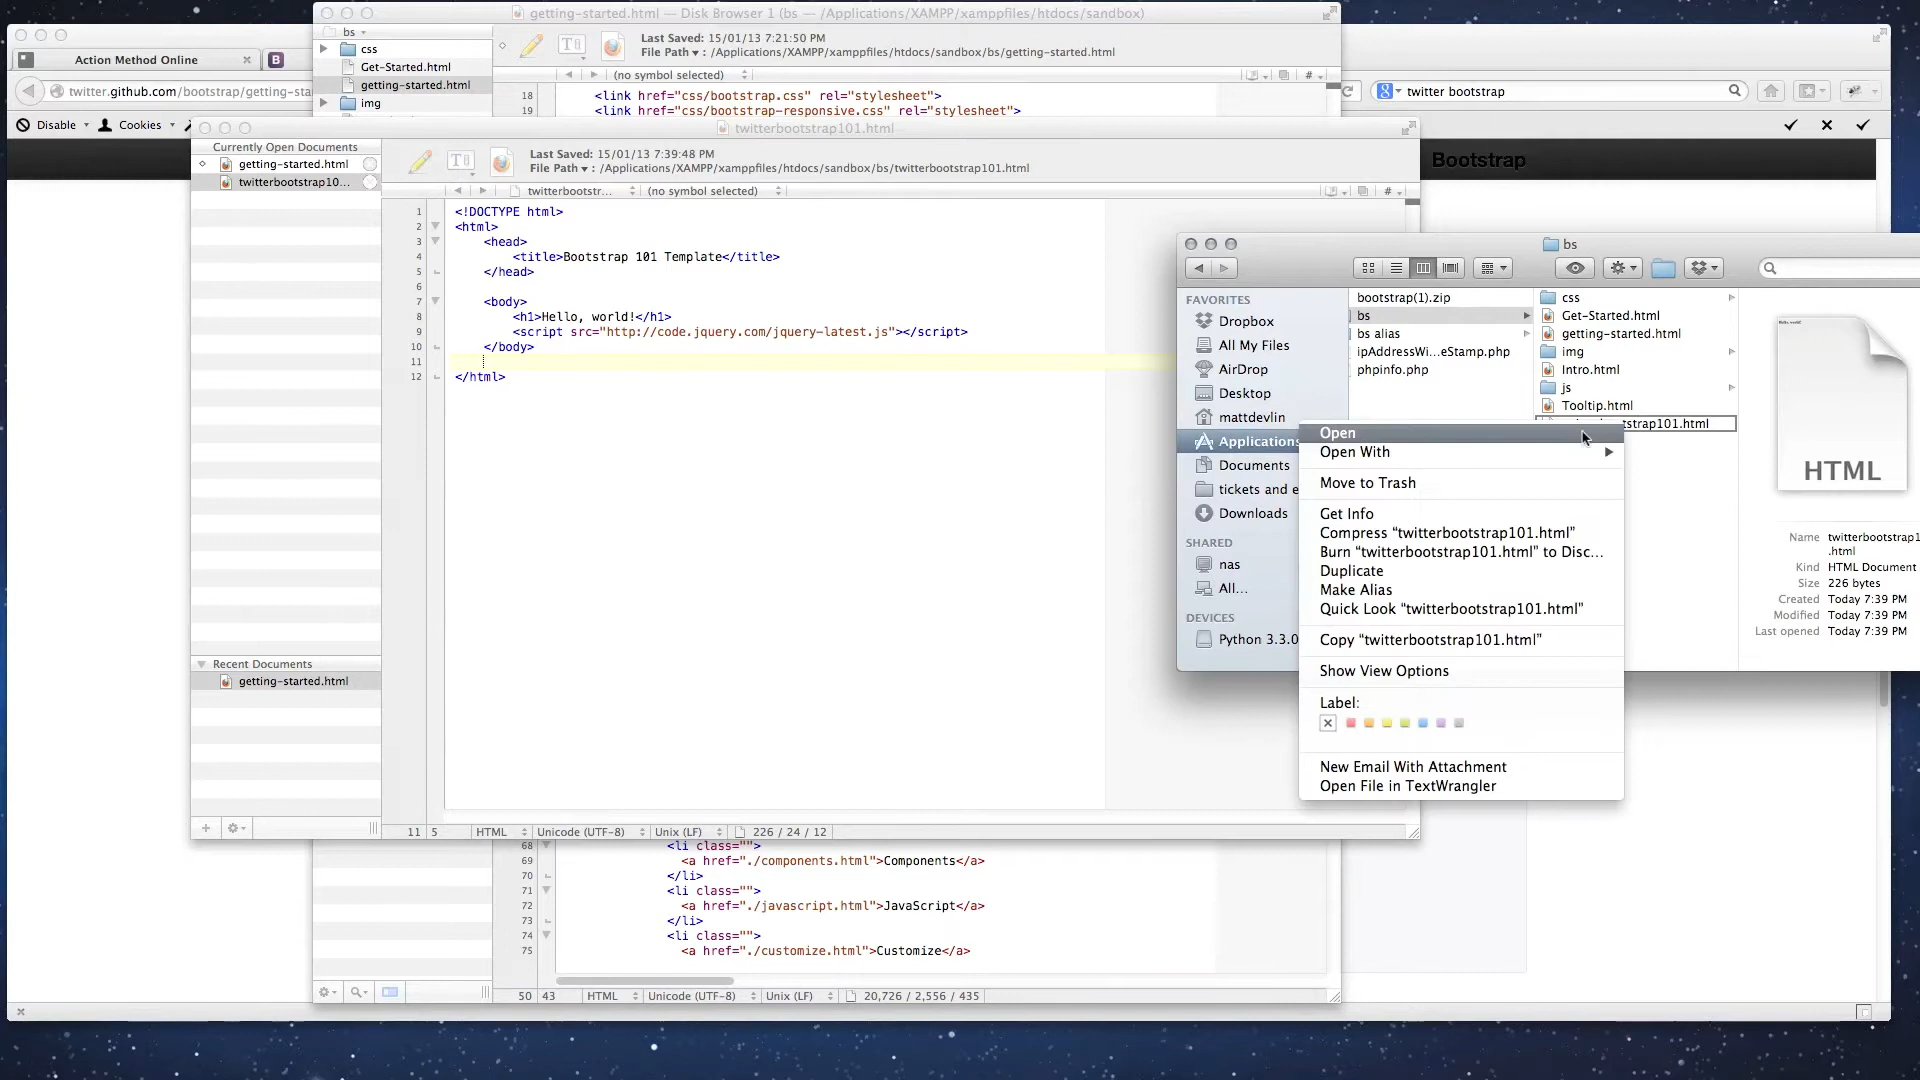 getting-started.html — Disk Browser 1 (bs — /Applications/XAMPP/xamppfiles/htdocs/sandbox)
bs
css
Get-Started.html
getting-started.html
img
Last Saved: 15/01/13 7:21:50 PM
File Path ▾ : /Applications/XAMPP/xamppfiles/htdocs/sandbox/bs/getting-started.html
(no symbol selected)
#
18 <link href="css/bootstrap.css" rel="stylesheet">
19 <link href="css/bootstrap-responsive.css" rel="stylesheet">
Action Method Online
B
twitter.github.com/bootstrap/getting-sta
twitter bootstrap
Disable
Cookies
Bootstrap
twitterbootstrap101.html
Currently Open Documents
getting-started.html
twitterbootstrap10...
Last Saved: 15/01/13 7:39:48 PM
File Path ▾ : /Applications/XAMPP/xamppfiles/htdocs/sandbox/bs/twitterbootstrap101.html
twitterbootstr...
(no symbol selected)
#
1 <!DOCTYPE html>
2 <html>
3 <head>
4 <title>Bootstrap 101 Template</title>
5 </head>
6
7 <body>
8 <h1>Hello, world!</h1>
9 <script src="http://code.jquery.com/jquery-latest.js"></script>
10 </body>
11
12 </html>
Recent Documents
getting-started.html
11 5 HTML Unicode (UTF-8) Unix (LF) 226 / 24 / 12
68 <li class="">
69 <a href="./components.html">Components</a>
70 </li>
71 <li class="">
72 <a href="./javascript.html">JavaScript</a>
73 </li>
74 <li class="">
75 <a href="./customize.html">Customize</a>
50 43 HTML Unicode (UTF-8) Unix (LF) 20,726 / 2,556 / 435
bs
FAVORITES
Dropbox
All My Files
AirDrop
Desktop
mattdevlin
Applications
Documents
tickets and e
Downloads
SHARED
nas
All...
DEVICES
Python 3.3.0
bootstrap(1).zip
bs
bs alias
ipAddressWi...eStamp.php
phpinfo.php
css
Get-Started.html
getting-started.html
img
Intro.html
js
Tooltip.html
strap101.html
HTML
Name twitterbootstrap1
.html
Kind HTML Document
Size 226 bytes
Created Today 7:39 PM
Modified Today 7:39 PM
Last opened Today 7:39 PM
Open
Open With
Move to Trash
Get Info
Compress “twitterbootstrap101.html”
Burn “twitterbootstrap101.html” to Disc...
Duplicate
Make Alias
Quick Look “twitterbootstrap101.html”
Copy “twitterbootstrap101.html”
Show View Options
Label:
New Email With Attachment
Open File in TextWrangler